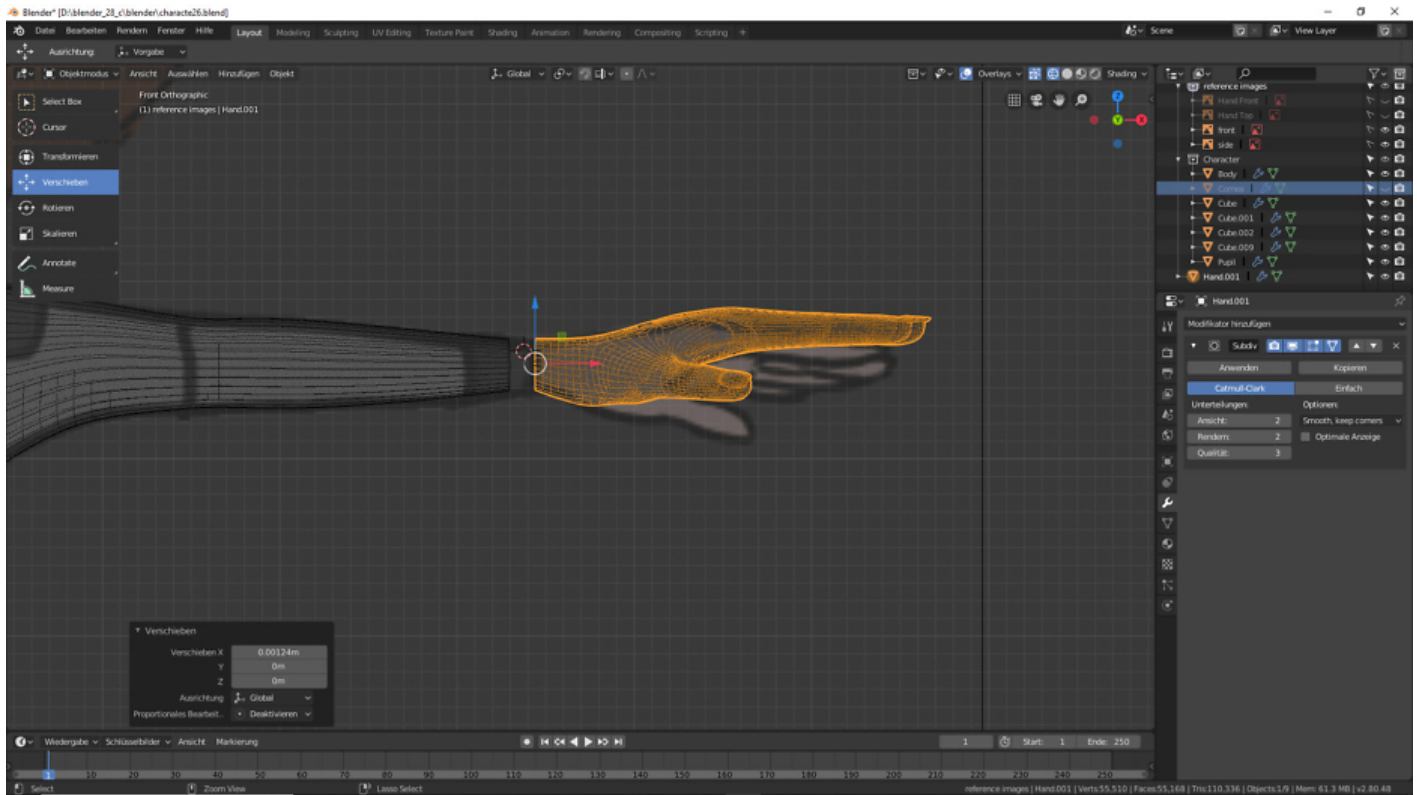 Blender* [D:\blender_28_c\blender\characte26.blend]
Datei Bearbeiten Rendern Fenster Hilfe Layout Modeling Sculpting UV Editing Texture Paint Shading Animation Rendering Compositing Scripting + Scene View Layer
Ausrichtung: Vorgabe
Objektmodus Ansicht Auswählen Hinzufügen Objekt Global Overlays Shading
Front Orthographic
(1) reference images | Hand.001
Select Box
Cursor
Transformieren
Verschieben
Rotieren
Skalieren
Annotate
Measure
Z
Y
X
reference images
Hand Front
Hand Top
front
side
Character
Body
Cube
Cube.001
Cube.002
Cube.009
Pupil
Hand.001
Hand.001
Modifikator hinzufügen
Subdiv
Anwenden Kopieren
Catmull-Clark Einfach
Unterteilungen: Optionen:
Ansicht: 2 Smooth, keep corners
Rendern: 2 Optimale Anzeige
Qualität: 3
Verschieben
Verschieben X 0.00124m
Y 0m
Z 0m
Ausrichtung Global
Proportionales Bearbeit.. Deaktivieren
Wiedergabe Schlüsselbilder Ansicht Markierung 1 Start: 1 Ende: 250
1 10 20 30 40 50 60 70 80 90 100 110 120 130 140 150 160 170 180 190 200 210 220 230 240 250
Select Zoom View Lasso Select reference images | Hand.001 | Verts:55,510 | Faces:55,168 | Tris:110,336 | Objects:1/9 | Mem: 61.3 MB | v2.80.48